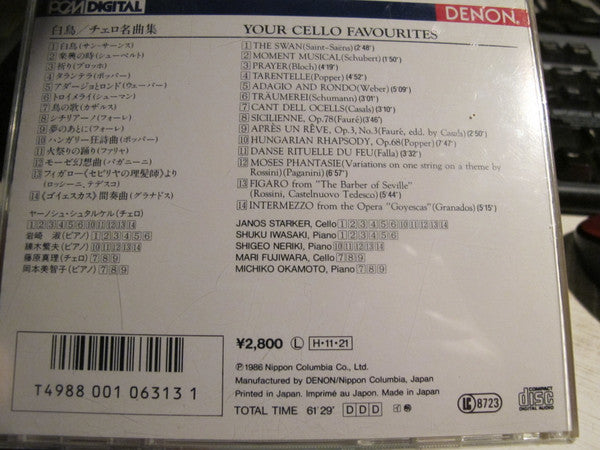 PCM DIGITAL
DENON
白鳥／チェロ名曲集
YOUR CELLO FAVOURITES
1 白鳥(サン・サーンス)
2 楽興の時(シューベルト)
3 祈り(ブロッホ)
4 タランテラ(ポッパー)
5 アダージョとロンド(ウェーバー)
6 トロイメライ(シューマン)
7 鳥の歌(カザルス)
8 シチリアーノ(フォーレ)
9 夢のあとに(フォーレ)
10 ハンガリー狂詩曲(ポッパー)
11 火祭りの踊り(ファリャ)
12 モーゼ幻想曲(パガニーニ)
13 フィガロ～《セビリヤの理髪師》より
(ロッシーニ、テデスコ)
14 《ゴイェスカス》間奏曲(グラナドス)
1 THE SWAN(Saint-Saëns)(2'48")
2 MOMENT MUSICAL(Schubert)(1'50")
3 PRAYER(Bloch)(4'19")
4 TARENTELLE(Popper)(4'52")
5 ADAGIO AND RONDO(Weber)(5'09")
6 TRÄUMEREI(Schumann)(3'01")
7 CANT DELL OCELLS(Casals)(3'10")
8 SICILIENNE, Op.78(Fauré)(3'46")
9 APRÈS UN RÊVE, Op.3, No.3(Fauré, edd. by Casals)(2'50")
10 HUNGARIAN RHAPSODY, Op.68(Popper)(7'47")
11 DANSE RITUELLE DU FEU(Falla)(3'32")
12 MOSES PHANTASIE(Variations on one string on a theme by
Rossini)(Paganini)(6'57")
13 FIGARO from "The Barber of Seville"
(Rossini, Castelnuovo Tedesco)(5'44")
14 INTERMEZZO from the Opera "Goyescas"(Granados)(5'15")
ヤーノシュ・シュタルケル(チェロ)
1 2 3 4 5 6 7 8 9 10 11 12 13 14
岩崎 淑(ピアノ) 1 2 3 4 5 6
練木繁夫(ピアノ) 10 11 12 13 14
藤原真理(チェロ) 7 8 9
岡本美智子(ピアノ) 7 8 9
JANOS STARKER, Cello 1 2 3 4 5 6 7 8 9 10 11 12 13 14
SHUKU IWASAKI, Piano 1 2 3 4 5 6
SHIGEO NERIKI, Piano 10 11 12 13 14
MARI FUJIWARA, Cello 7 8 9
MICHIKO OKAMOTO, Piano 7 8 9
T4988 001 06313 1
¥2,800 Ⓛ H・11・21
Ⓟ1986 Nippon Columbia Co., Ltd.
Manufactured by DENON/Nippon Columbia, Japan
Printed in Japan. Imprimé au Japon. Made in Japan
TOTAL TIME 61'29" D D D
LC 8723
COMPACT
disc
DIGITAL AUDIO